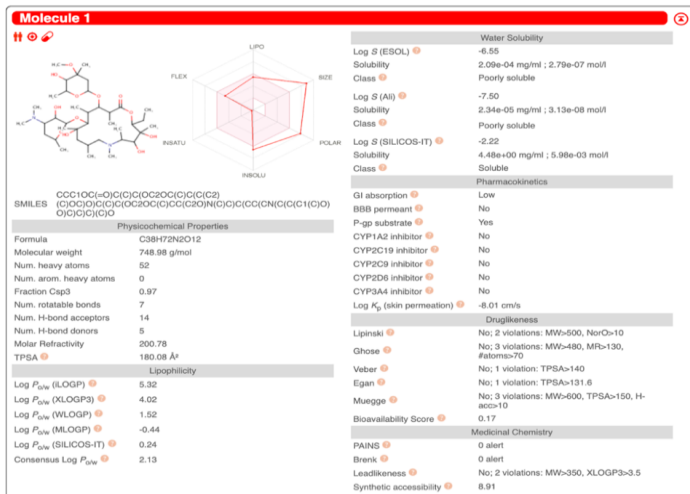 Molecule 1
LIPO
FLEX
SIZE
INSATU
POLAR
INSOLU
SMILES
CCC1OC(=O)C(C)C(OC2OC(C)C(C(C2)
(C)OC)O)C(C)C(OC2OC(C)CC(C2O)N(C)C)C(CC(CN(C(C(C1(C)O)
O)C)C)C)(C)O
Physicochemical Properties
Formula C38H72N2O12
Molecular weight 748.98 g/mol
Num. heavy atoms 52
Num. arom. heavy atoms 0
Fraction Csp3 0.97
Num. rotatable bonds 7
Num. H-bond acceptors 14
Num. H-bond donors 5
Molar Refractivity 200.78
TPSA 180.08 Å²
Lipophilicity
Log Po/w (iLOGP) 5.32
Log Po/w (XLOGP3) 4.02
Log Po/w (WLOGP) 1.52
Log Po/w (MLOGP) -0.44
Log Po/w (SILICOS-IT) 0.24
Consensus Log Po/w 2.13
Water Solubility
Log S (ESOL) -6.55
Solubility 2.09e-04 mg/ml ; 2.79e-07 mol/l
Class Poorly soluble
Log S (Ali) -7.50
Solubility 2.34e-05 mg/ml ; 3.13e-08 mol/l
Class Poorly soluble
Log S (SILICOS-IT) -2.22
Solubility 4.48e+00 mg/ml ; 5.98e-03 mol/l
Class Soluble
Pharmacokinetics
GI absorption Low
BBB permeant No
P-gp substrate Yes
CYP1A2 inhibitor No
CYP2C19 inhibitor No
CYP2C9 inhibitor No
CYP2D6 inhibitor No
CYP3A4 inhibitor No
Log Kp (skin permeation) -8.01 cm/s
Druglikeness
Lipinski No; 2 violations: MW>500, NorO>10
Ghose No; 3 violations: MW>480, MR>130,
#atoms>70
Veber No; 1 violation: TPSA>140
Egan No; 1 violation: TPSA>131.6
Muegge No; 3 violations: MW>600, TPSA>150, H-
acc>10
Bioavailability Score 0.17
Medicinal Chemistry
PAINS 0 alert
Brenk 0 alert
Leadlikeness No; 2 violations: MW>350, XLOGP3>3.5
Synthetic accessibility 8.91